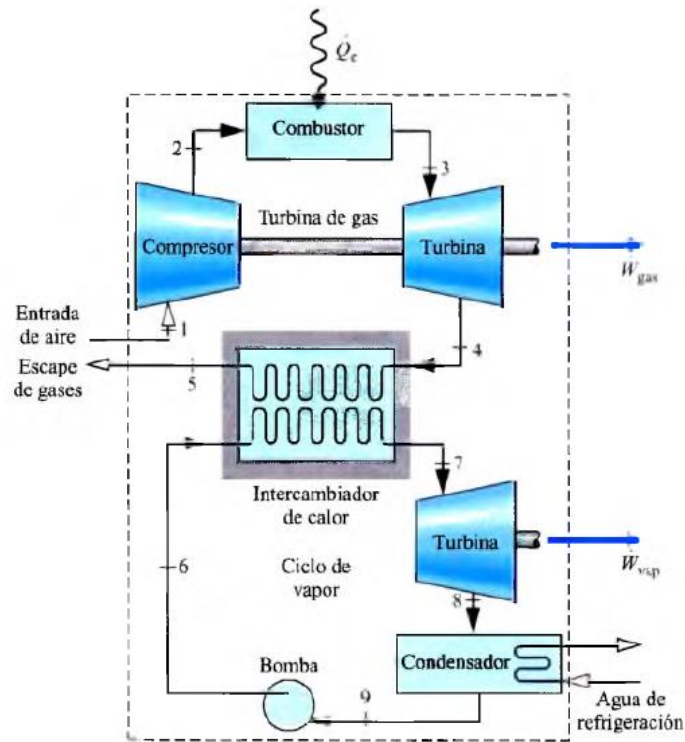 Q̇e
Combustor
2
3
Compresor
Turbina de gas
Turbina
Ẇgas
Entrada
de aire
1
4
Escape
de gases
5
Intercambiador
de calor
7
Turbina
Ẇvap
6
Ciclo de
vapor
8
Bomba
Condensador
9
Agua de
refrigeración